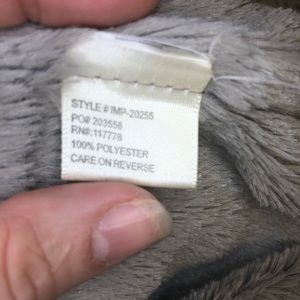 STYLE # IMP-20255
PO# 203558
RN#: 117778
100% POLYESTER
CARE ON REVERSE